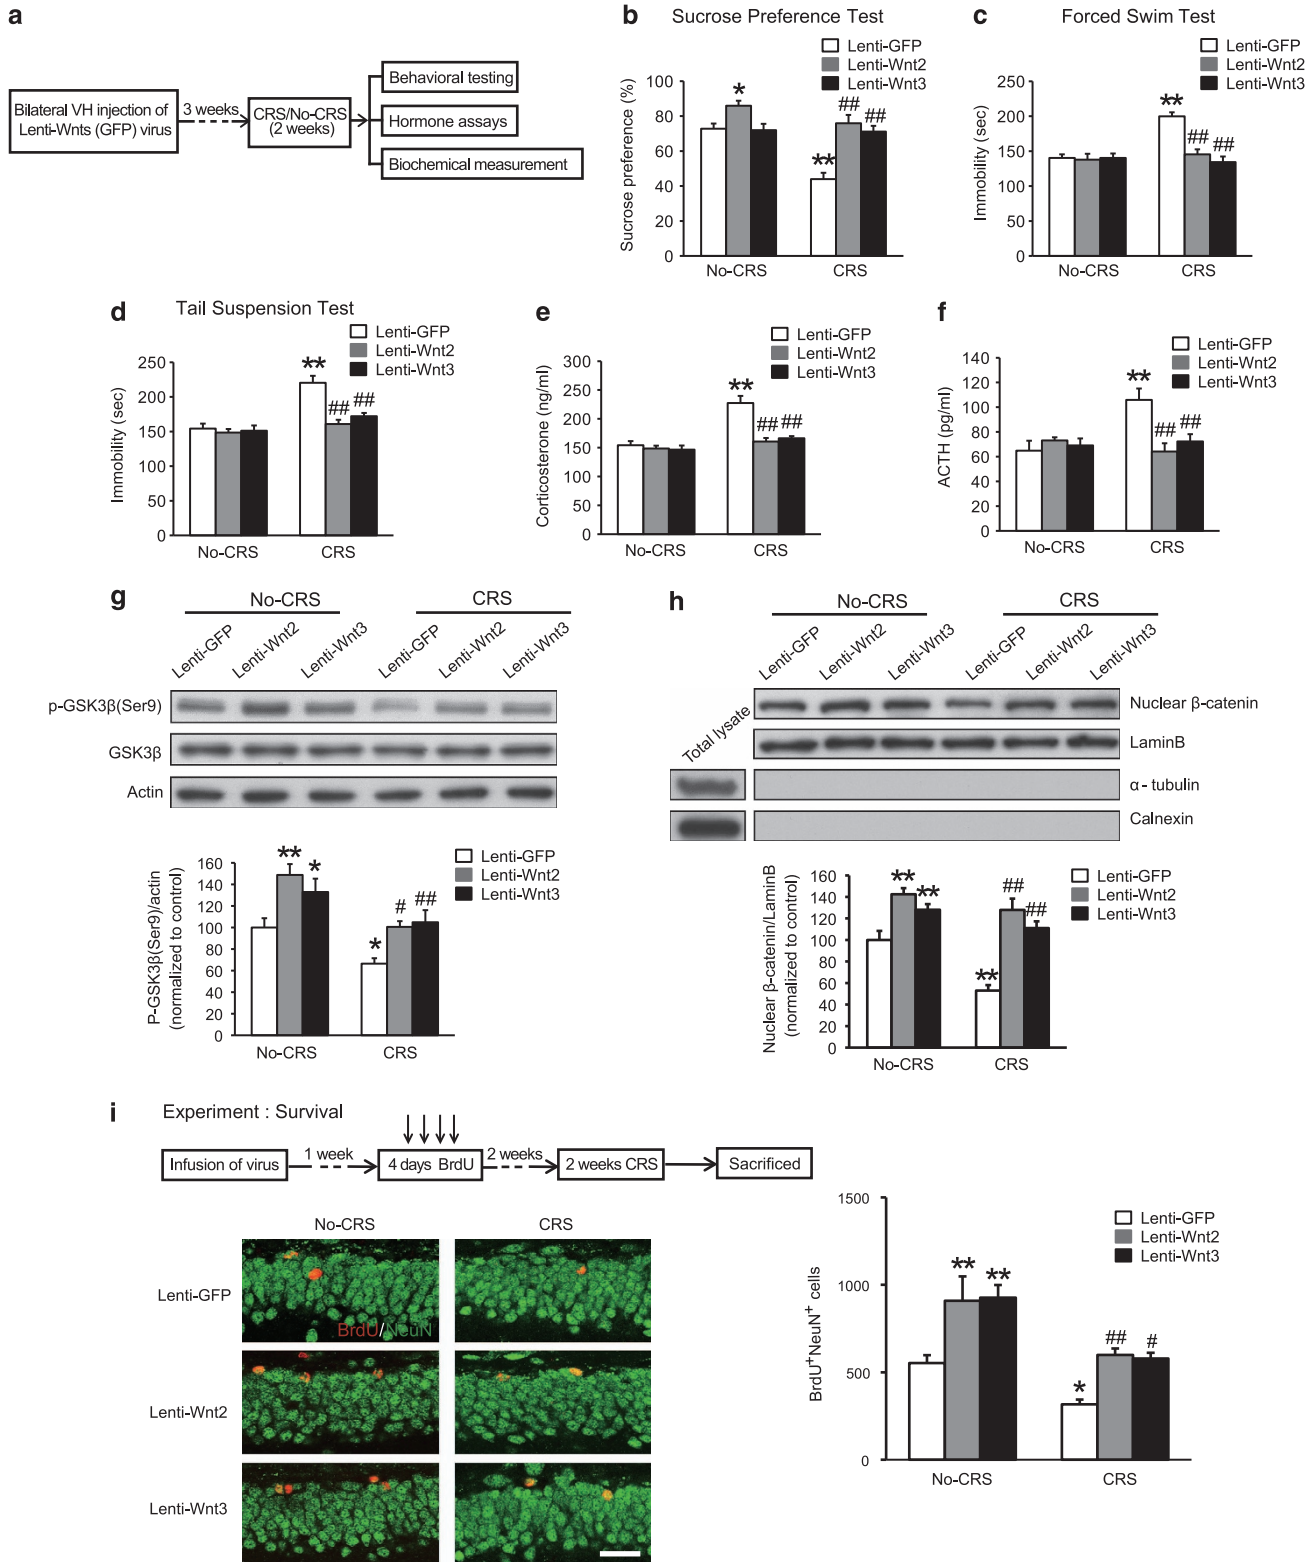 a
Bilateral VH injection of
Lenti-Wnts (GFP) virus
3 weeks
CRS/No-CRS
(2 weeks)
Behavioral testing
Hormone assays
Biochemical measurement
b
Sucrose Preference Test
Lenti-GFP
Lenti-Wnt2
Lenti-Wnt3
Sucrose preference (%)
100
80
60
40
20
0
*
**
##
##
No-CRS
CRS
c
Forced Swim Test
Lenti-GFP
Lenti-Wnt2
Lenti-Wnt3
Immobility (sec)
250
200
150
100
50
0
**
##
##
No-CRS
CRS
d
Tail Suspension Test
Lenti-GFP
Lenti-Wnt2
Lenti-Wnt3
Immobility (sec)
250
200
150
100
50
0
**
##
##
No-CRS
CRS
e
Lenti-GFP
Lenti-Wnt2
Lenti-Wnt3
Corticosterone (ng/ml)
300
250
200
150
100
50
0
**
##
##
No-CRS
CRS
f
Lenti-GFP
Lenti-Wnt2
Lenti-Wnt3
ACTH (pg/ml)
140
120
100
80
60
40
20
0
**
##
##
No-CRS
CRS
g
No-CRS
CRS
Lenti-GFP
Lenti-Wnt2
Lenti-Wnt3
Lenti-GFP
Lenti-Wnt2
Lenti-Wnt3
p-GSK3β(Ser9)
GSK3β
Actin
P-GSK3β(Ser9)/actin
(normalized to control)
160
140
120
100
80
60
40
20
0
**
*
*
#
##
Lenti-GFP
Lenti-Wnt2
Lenti-Wnt3
No-CRS
CRS
h
No-CRS
CRS
Lenti-GFP
Lenti-Wnt2
Lenti-Wnt3
Lenti-GFP
Lenti-Wnt2
Lenti-Wnt3
Total lysate
Nuclear β-catenin
LaminB
α- tubulin
Calnexin
Nuclear β-catenin/LaminB
(normalized to control)
160
140
120
100
80
60
40
20
0
**
**
**
##
##
Lenti-GFP
Lenti-Wnt2
Lenti-Wnt3
No-CRS
CRS
i
Experiment : Survival
Infusion of virus
1 week
4 days BrdU
2 weeks
2 weeks CRS
Sacrificed
No-CRS
CRS
Lenti-GFP
BrdU/NeuN
Lenti-Wnt2
Lenti-Wnt3
BrdU+NeuN+ cells
1500
1000
500
0
**
**
*
##
#
Lenti-GFP
Lenti-Wnt2
Lenti-Wnt3
No-CRS
CRS